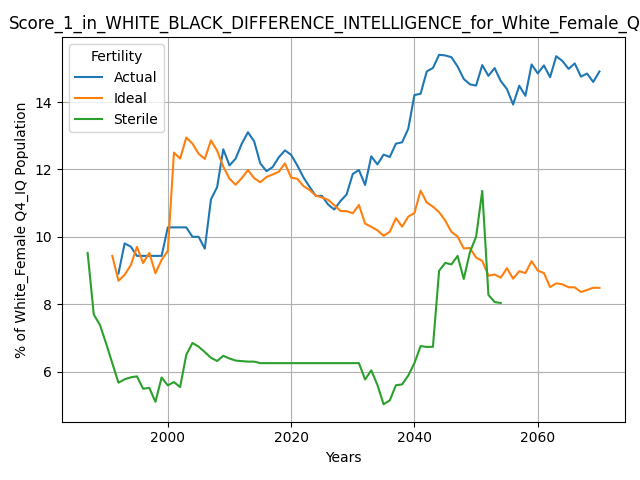 Score_1_in_WHITE_BLACK_DIFFERENCE_INTELLIGENCE_for_White_Female_Q
Fertility
Actual
Ideal
Sterile
% of White_Female Q4_IQ Population
14
12
10
8
6
2000 2020 2040 2060
Years